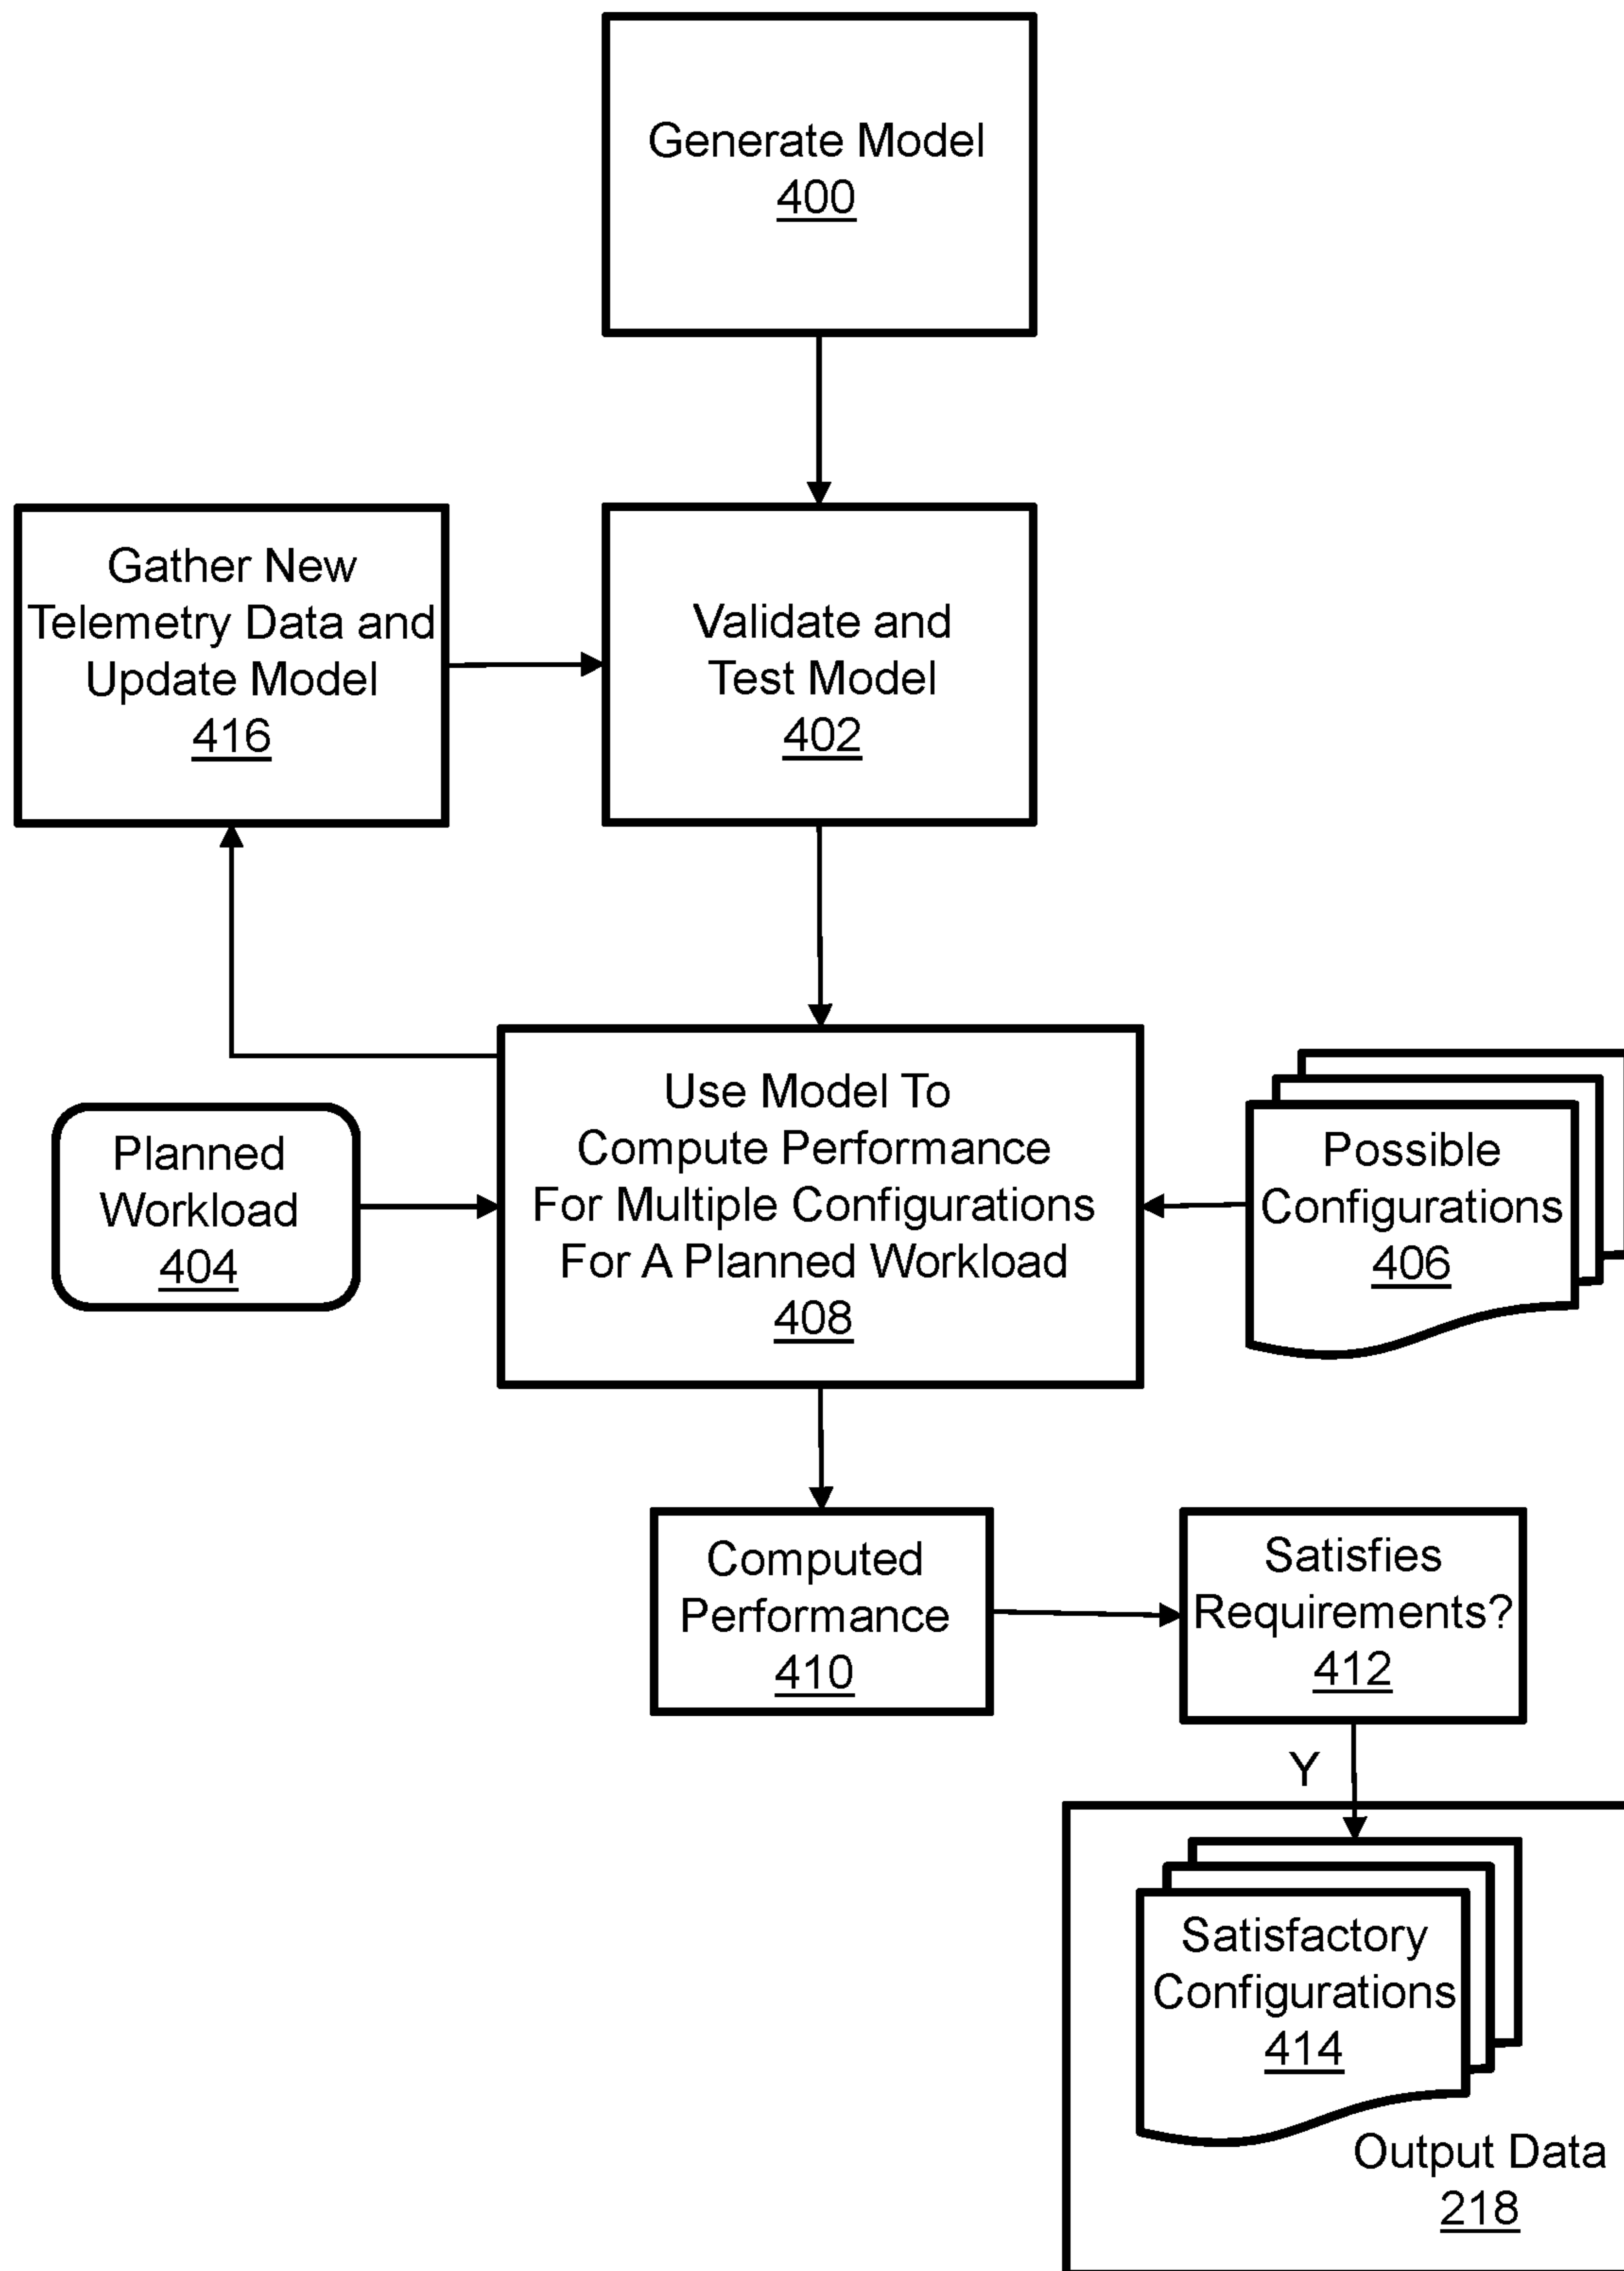 Generate Model
400
Gather New
Telemetry Data and
Update Model
416
Validate and
Test Model
402
Planned
Workload
404
Use Model To
Compute Performance
For Multiple Configurations
For A Planned Workload
408
Possible
Configurations
406
Computed
Performance
410
Satisfies
Requirements?
412
Y
Satisfactory
Configurations
414
Output Data
218